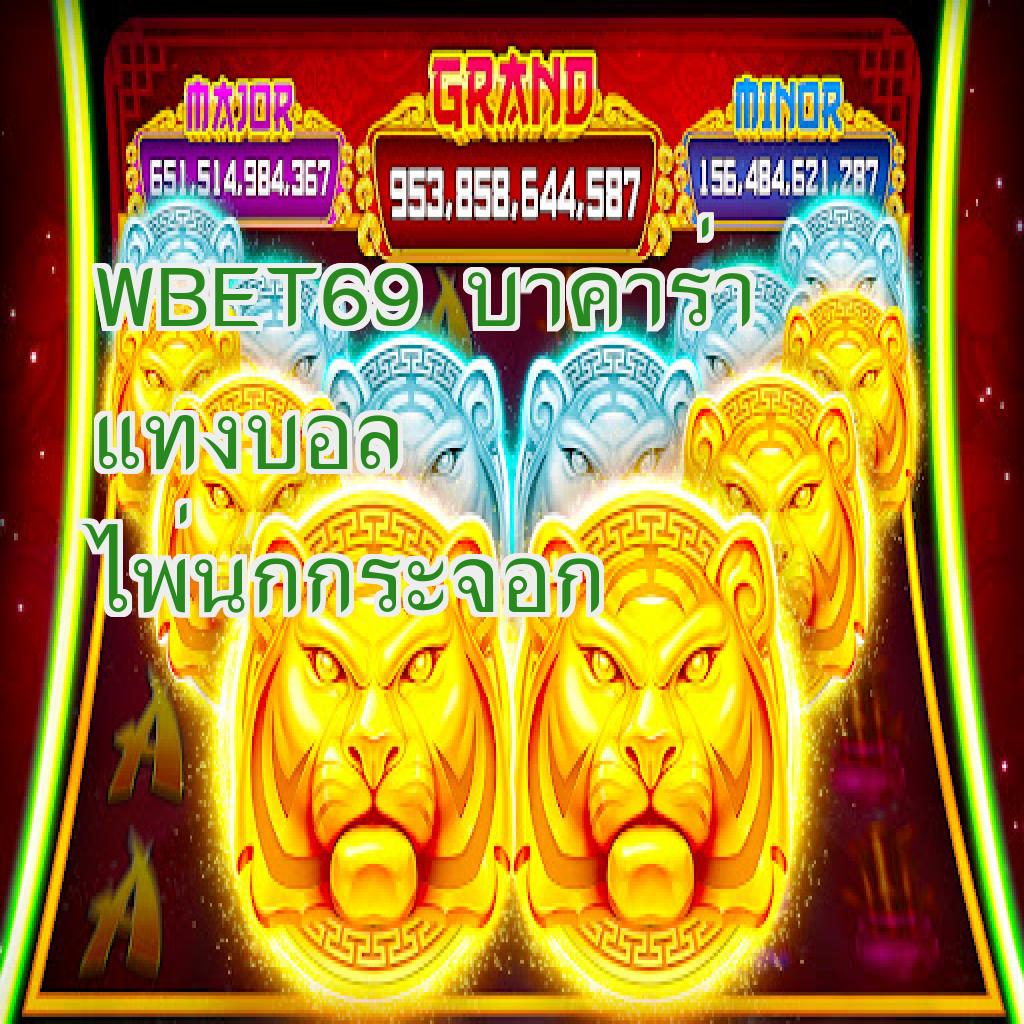 GRAND
MAJOR
MINOR
651,514,984,367
953,858,644,587
156,484,621,287
WBET69 บาคาร่า
แทงบอล
ไพ่นกกระจอก
A
A